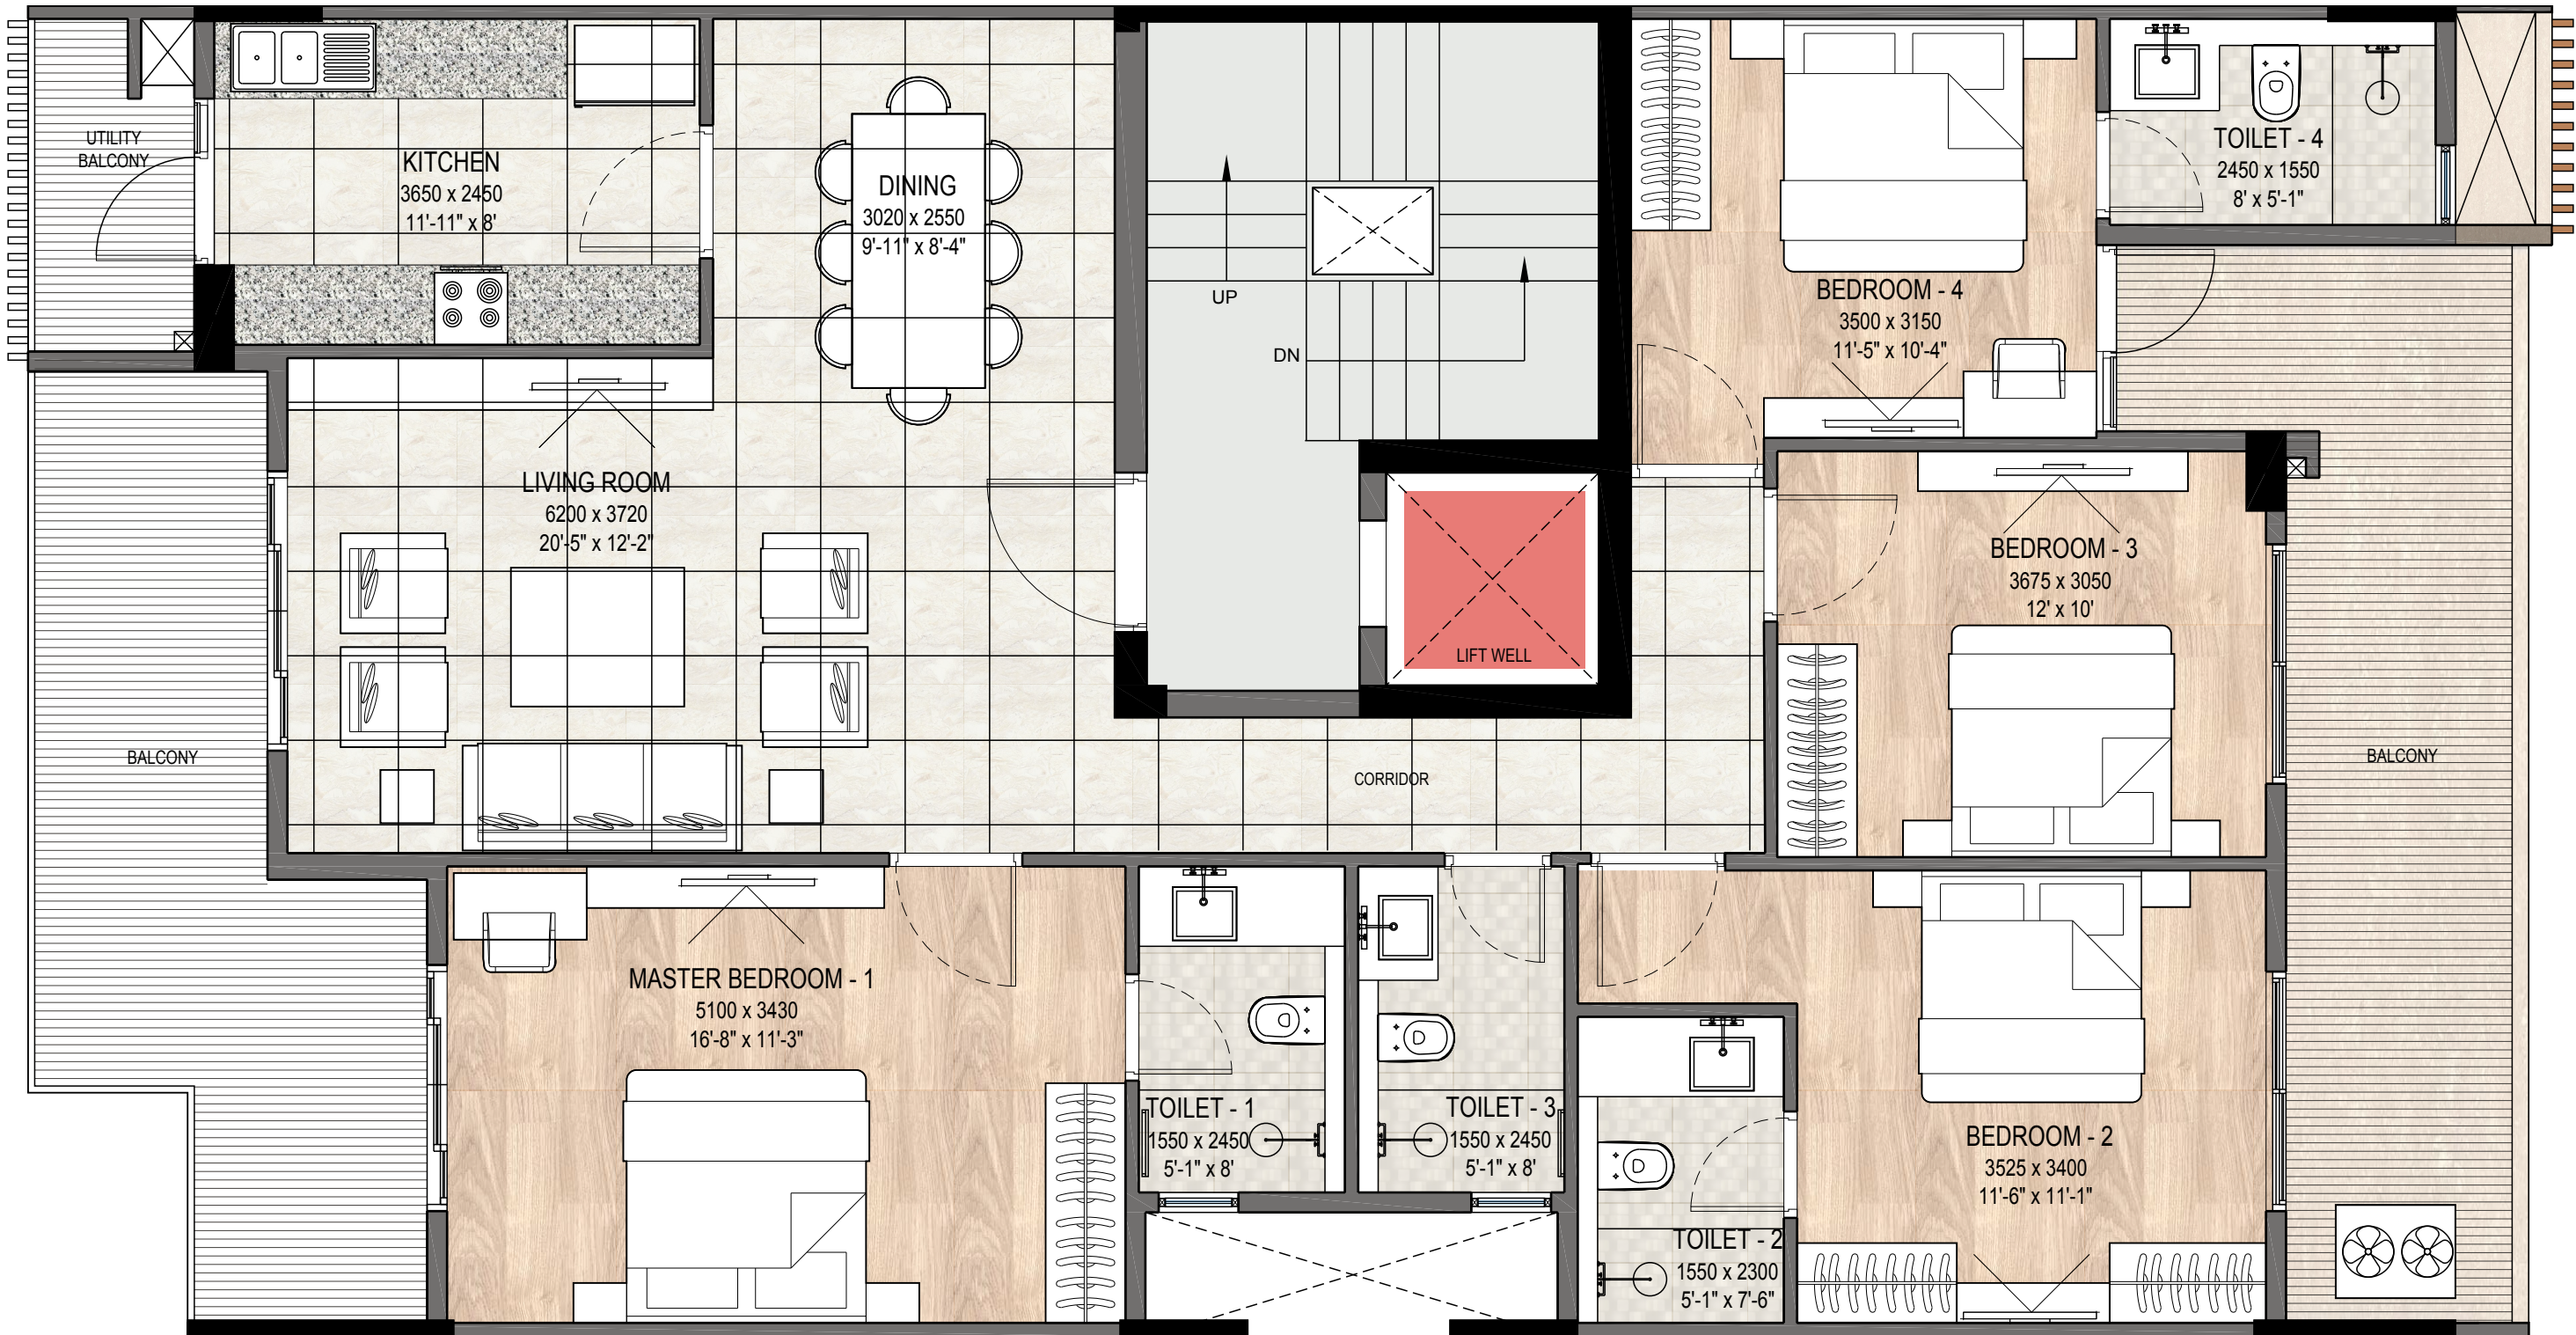 UTILITY
BALCONY
KITCHEN
3650 x 2450
11'-11" x 8'
DINING
3020 x 2550
9'-11" x 8'-4"
UP
DN
BEDROOM - 4
3500 x 3150
11'-5" x 10'-4"
TOILET - 4
2450 x 1550
8' x 5'-1"
LIVING ROOM
6200 x 3720
20'-5" x 12'-2"
LIFT WELL
BEDROOM - 3
3675 x 3050
12' x 10'
BALCONY
CORRIDOR
BALCONY
MASTER BEDROOM - 1
5100 x 3430
16'-8" x 11'-3"
TOILET - 1
1550 x 2450
5'-1" x 8'
TOILET - 3
1550 x 2450
5'-1" x 8'
TOILET - 2
1550 x 2300
5'-1" x 7'-6"
BEDROOM - 2
3525 x 3400
11'-6" x 11'-1"